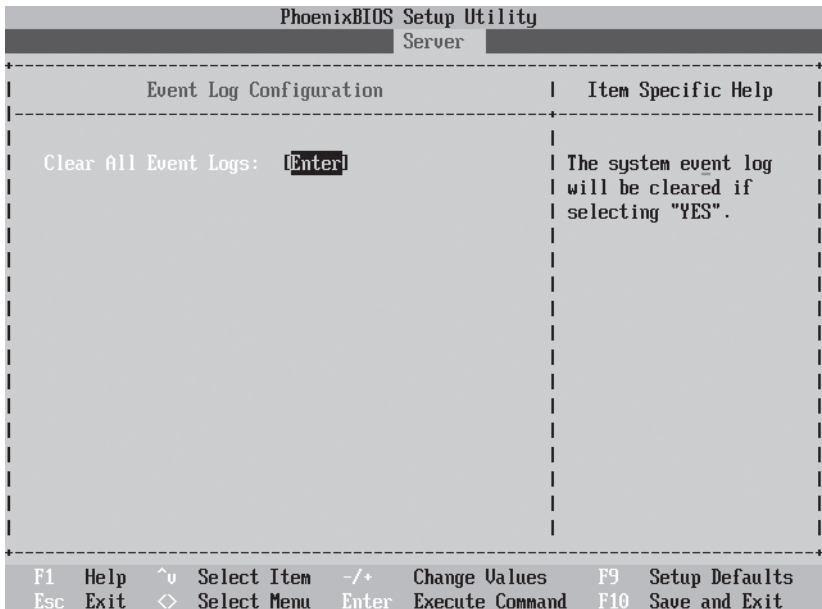 PhoenixBIOS Setup Utility
Server
Event Log Configuration
Item Specific Help
Clear All Event Logs: [Enter]
The system event log
will be cleared if
selecting "YES".
F1 Help ^v Select Item -/+ Change Values F9 Setup Defaults
Esc Exit <> Select Menu Enter Execute Command F10 Save and Exit